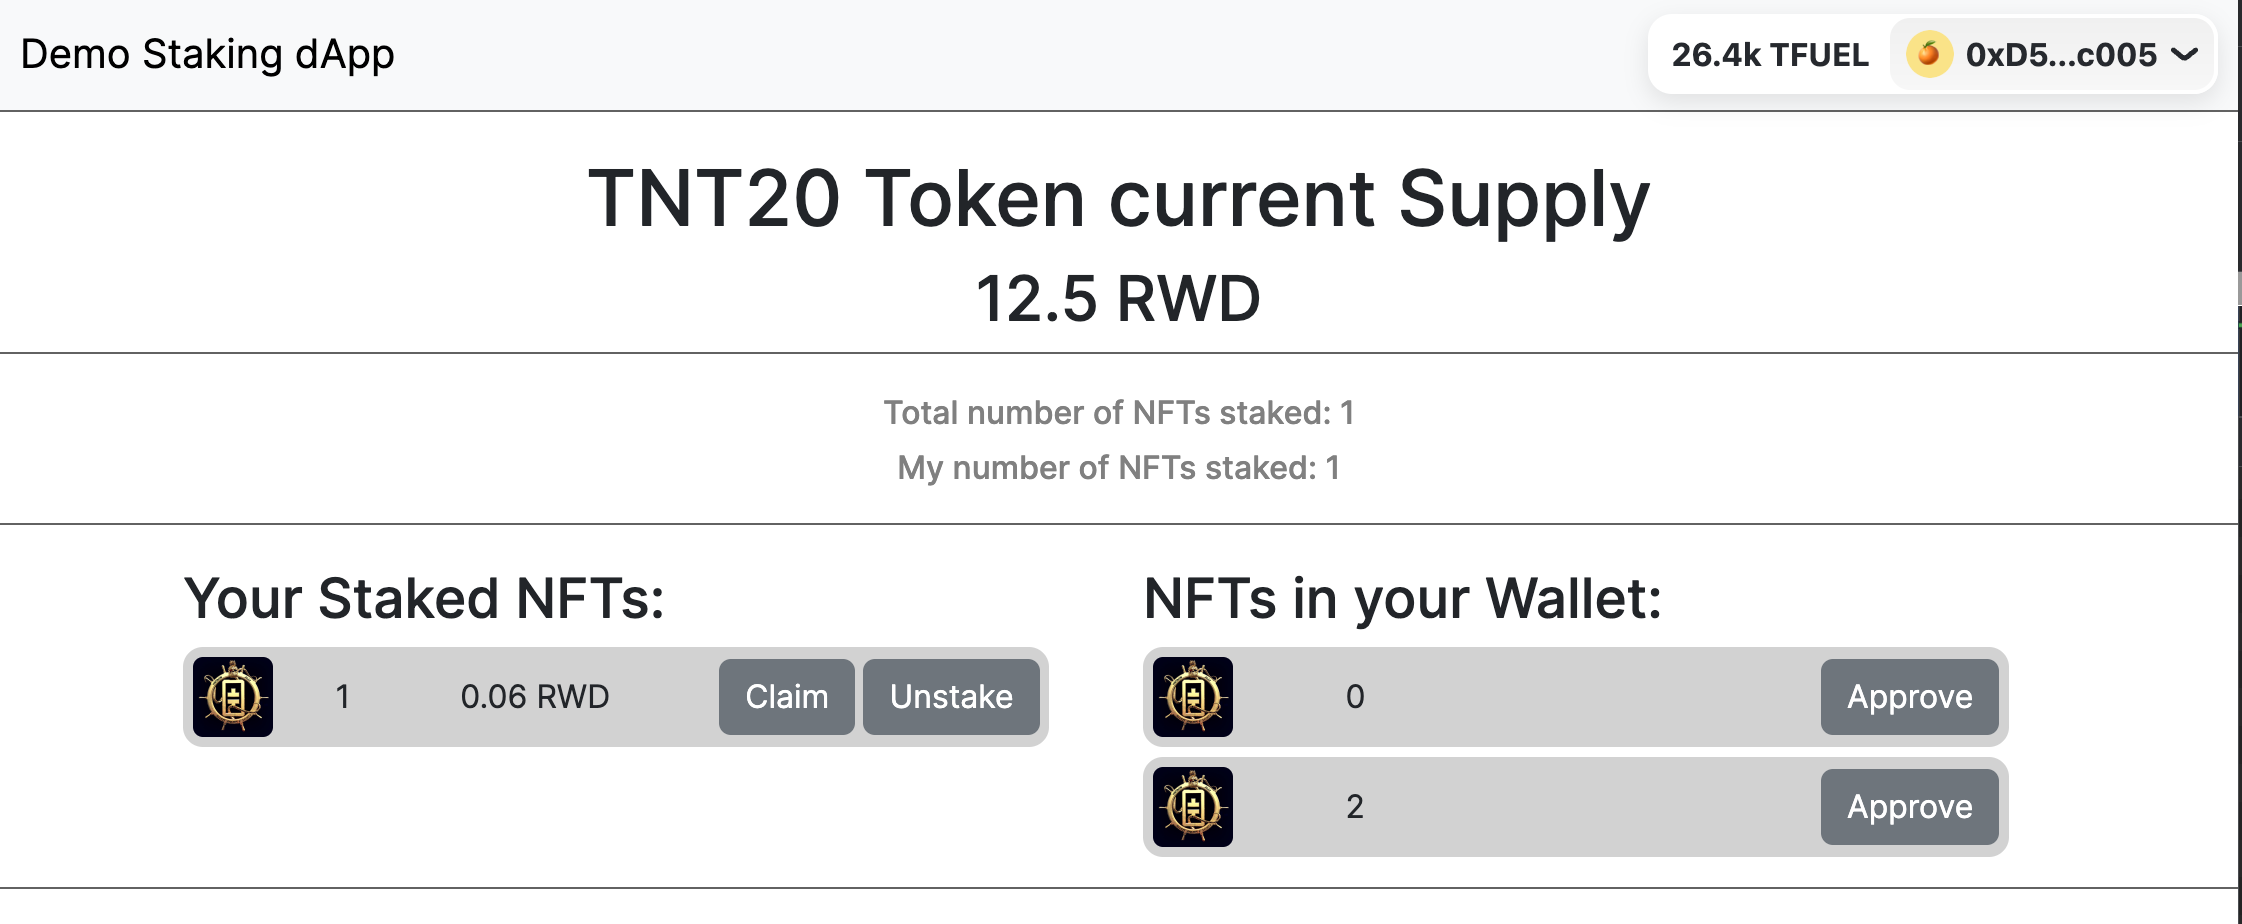 Demo Staking dApp
26.4k TFUEL 0xD5...c005
TNT20 Token current Supply
12.5 RWD
Total number of NFTs staked: 1
My number of NFTs staked: 1
Your Staked NFTs:
1 0.06 RWD Claim Unstake
NFTs in your Wallet:
0 Approve
2 Approve